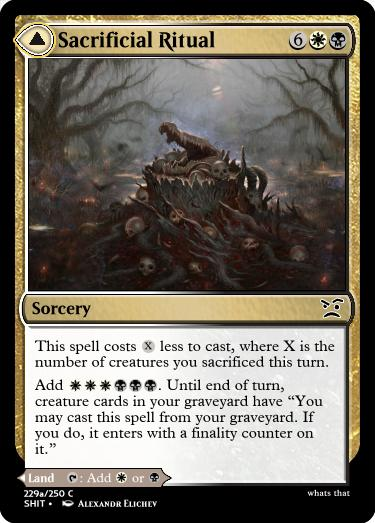 Sacrificial Ritual 6
Sorcery
This spell costs X less to cast, where X is the
number of creatures you sacrificed this turn.
Add. Until end of turn,
creature cards in your graveyard have “You
may cast this spell from your graveyard. If
you do, it enters with a finality counter on
it.”
Land : Add or
229a/250 C whats that
SHIT • Alexandr Elichev